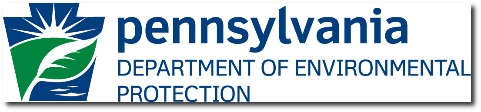 pennsylvania
DEPARTMENT OF ENVIRONMENTAL
PROTECTION